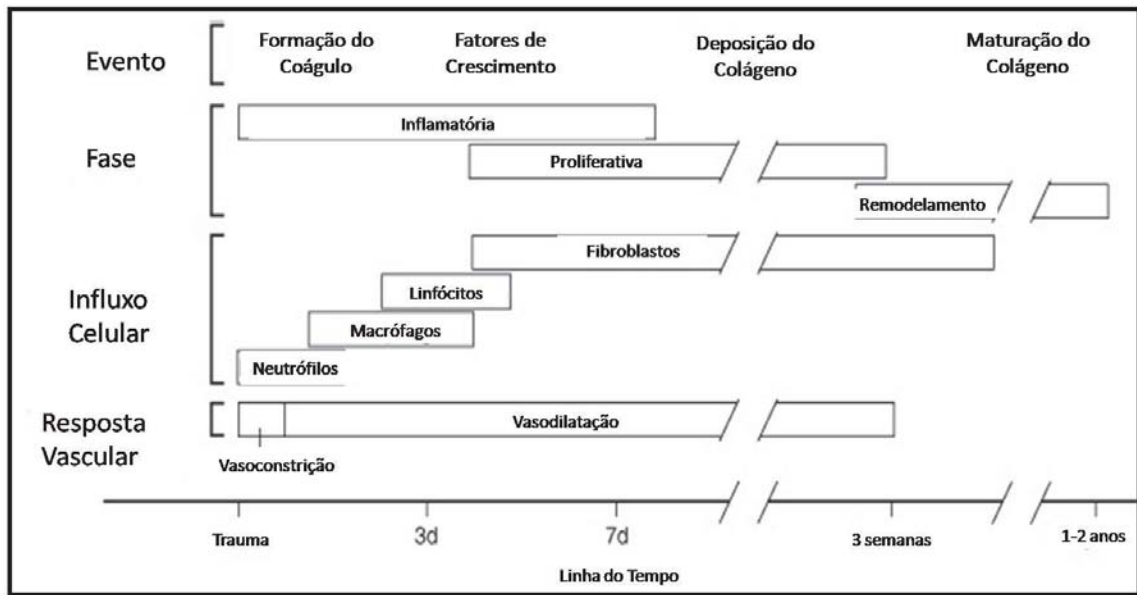 Evento
Formação do
Coágulo
Fatores de
Crescimento
Deposição do
Colágeno
Maturação do
Colágeno
Fase
Inflamatória
Proliferativa
Remodelamento
Influxo
Celular
Fibroblastos
Linfócitos
Macrófagos
Neutrófilos
Resposta
Vascular
Vasodilatação
Vasoconstrição
Trauma
3d
7d
3 semanas
1-2 anos
Linha do Tempo